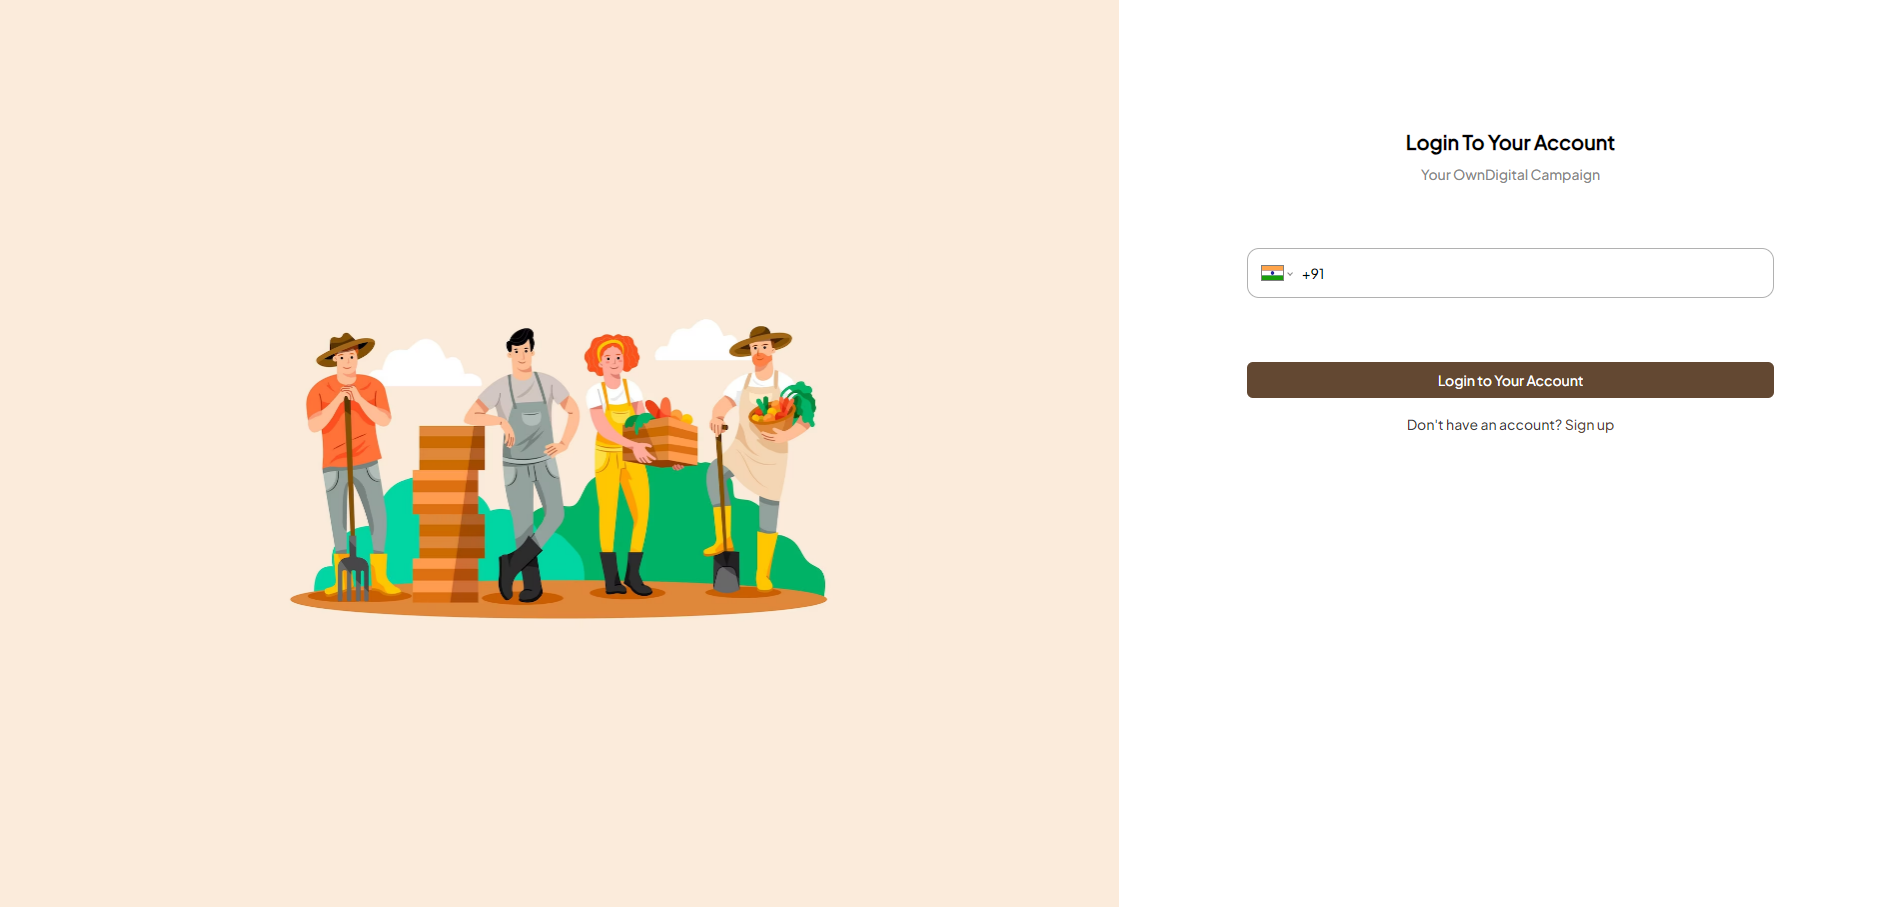 Login To Your Account
Your OwnDigital Campaign
+91
Login to Your Account
Don't have an account? Sign up